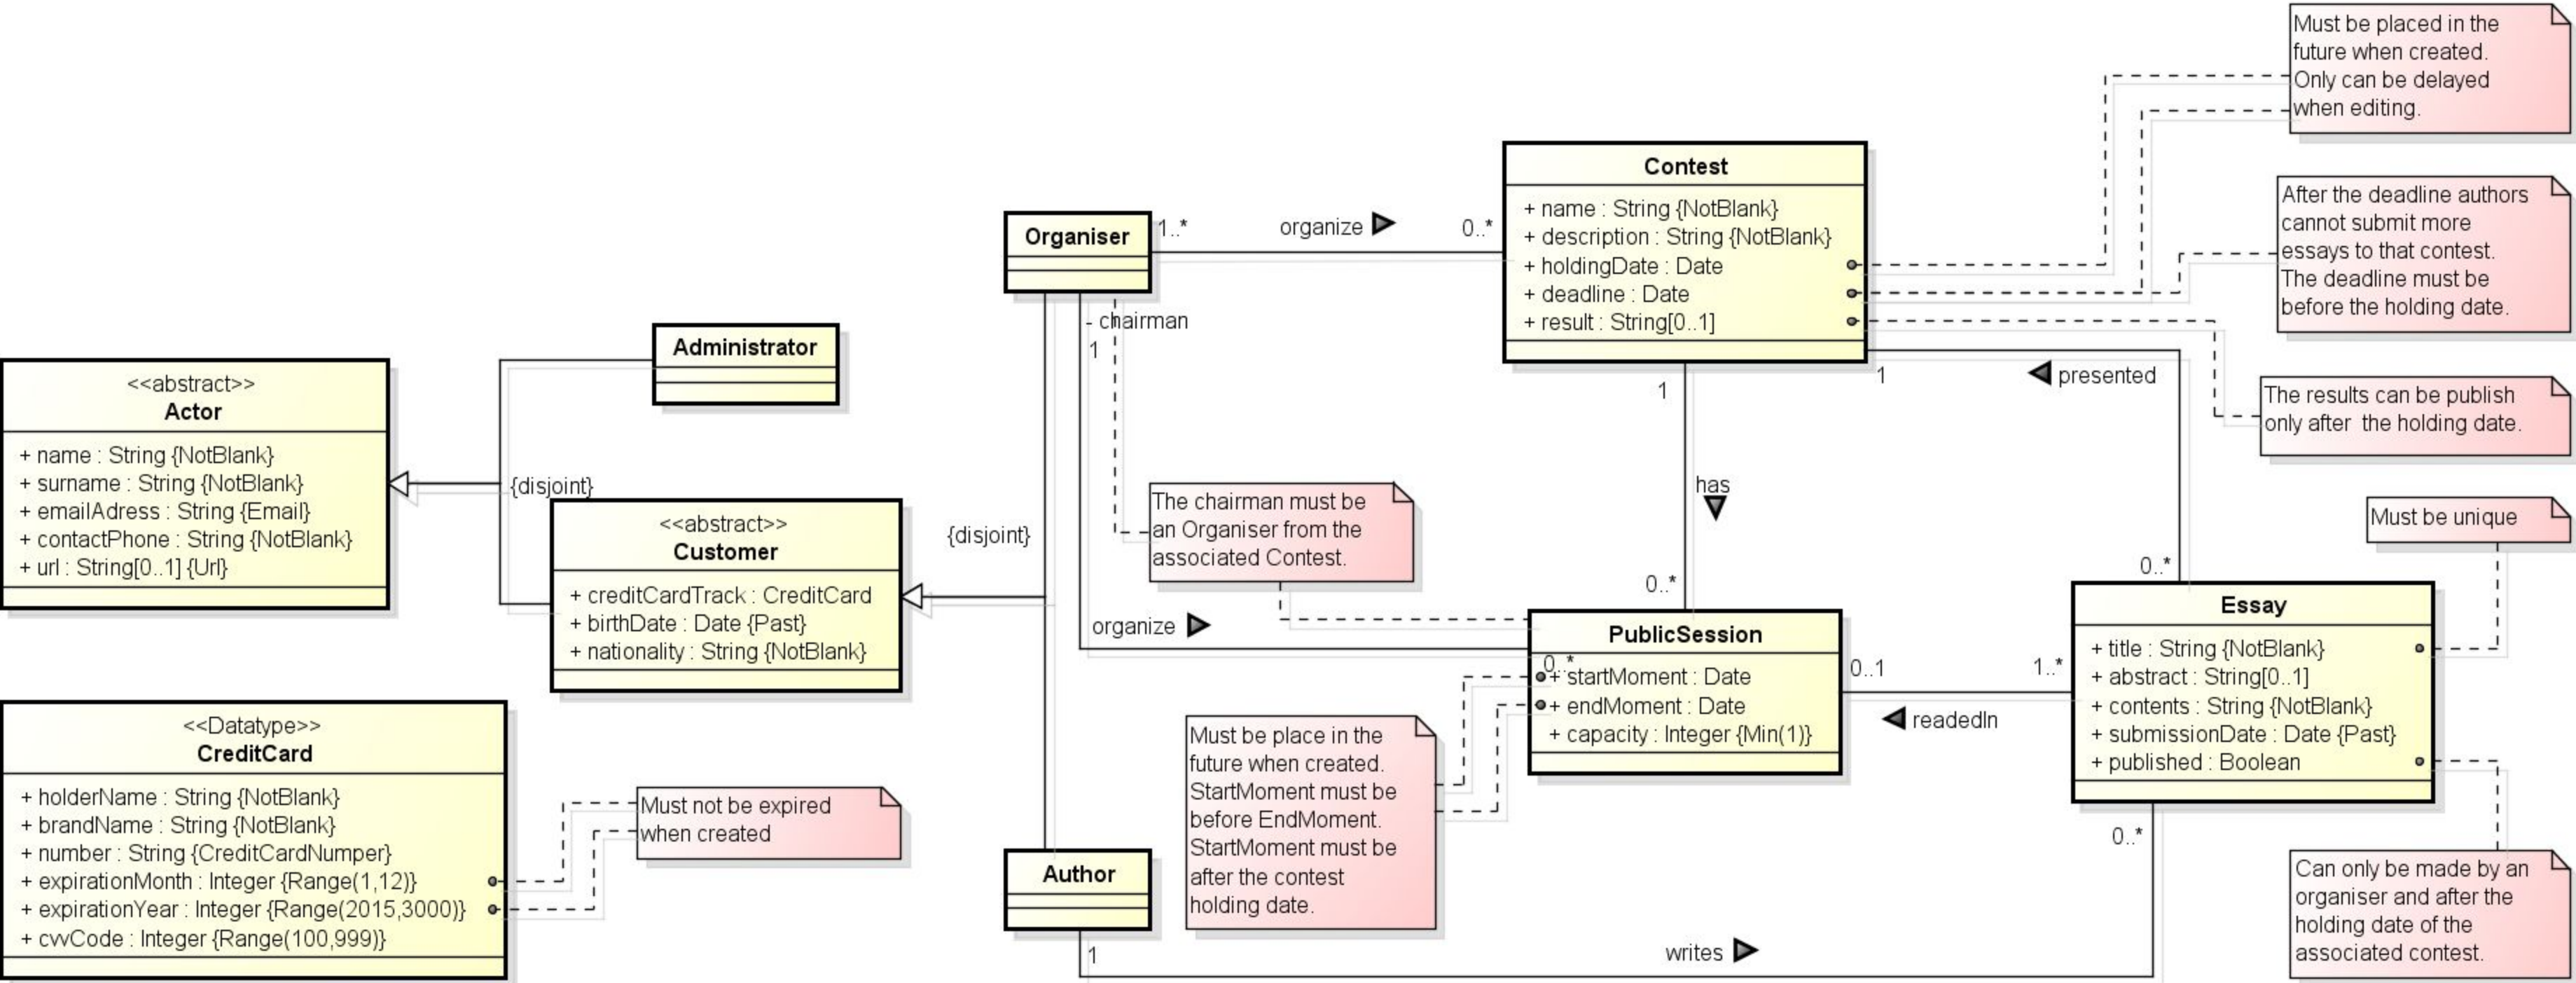 Must be placed in the
future when created.
Only can be delayed
when editing.
Contest
+ name : String {NotBlank}
+ description : String {NotBlank}
+ holdingDate : Date
+ deadline : Date
+ result : String[0..1]
After the deadline authors
cannot submit more
essays to that contest.
The deadline must be
before the holding date.
Organiser
1..*
organize
0..*
- chairman
1
Administrator
<<abstract>>
Actor
+ name : String {NotBlank}
+ surname : String {NotBlank}
+ emailAdress : String {Email}
+ contactPhone : String {NotBlank}
+ url : String[0..1] {Url}
{disjoint}
1
presented
1
The results can be publish
only after the holding date.
<<abstract>>
Customer
+ creditCardTrack : CreditCard
+ birthDate : Date {Past}
+ nationality : String {NotBlank}
{disjoint}
The chairman must be
an Organiser from the
associated Contest.
has
0..*
Must be unique
0..*
organize
0..*
PublicSession
+ startMoment : Date
+ endMoment : Date
+ capacity : Integer {Min(1)}
0..1
1..*
readedIn
Essay
+ title : String {NotBlank}
+ abstract : String[0..1]
+ contents : String {NotBlank}
+ submissionDate : Date {Past}
+ published : Boolean
<<Datatype>>
CreditCard
+ holderName : String {NotBlank}
+ brandName : String {NotBlank}
+ number : String {CreditCardNumper}
+ expirationMonth : Integer {Range(1,12)}
+ expirationYear : Integer {Range(2015,3000)}
+ cvvCode : Integer {Range(100,999)}
Must not be expired
when created
Must be place in the
future when created.
StartMoment must be
before EndMoment.
StartMoment must be
after the contest
holding date.
Author
1
writes
0..*
Can only be made by an
organiser and after the
holding date of the
associated contest.